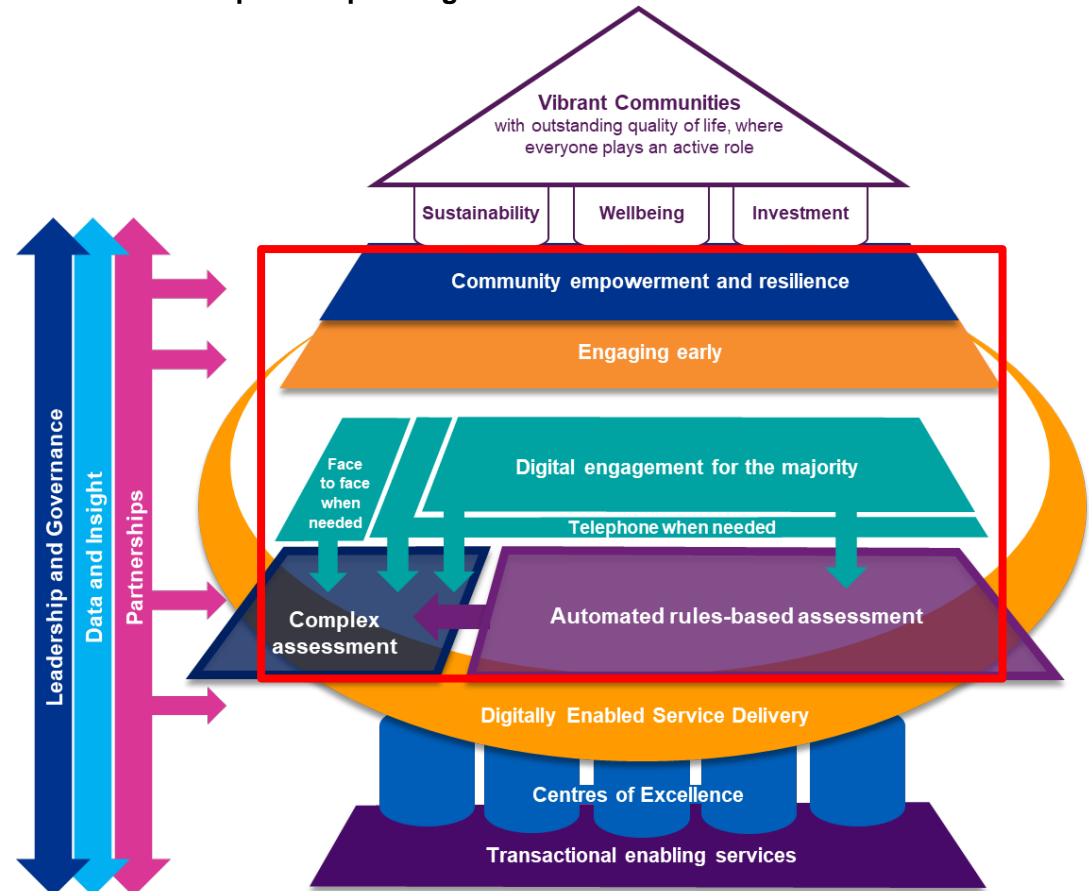 Vibrant Communities
with outstanding quality of life, where
everyone plays an active role
Sustainability
Wellbeing
Investment
Community empowerment and resilience
Engaging early
Face
to face
when
needed
Digital engagement for the majority
Telephone when needed
Complex
assessment
Automated rules-based assessment
Digitally Enabled Service Delivery
Centres of Excellence
Transactional enabling services
Leadership and Governance
Data and Insight
Partnerships